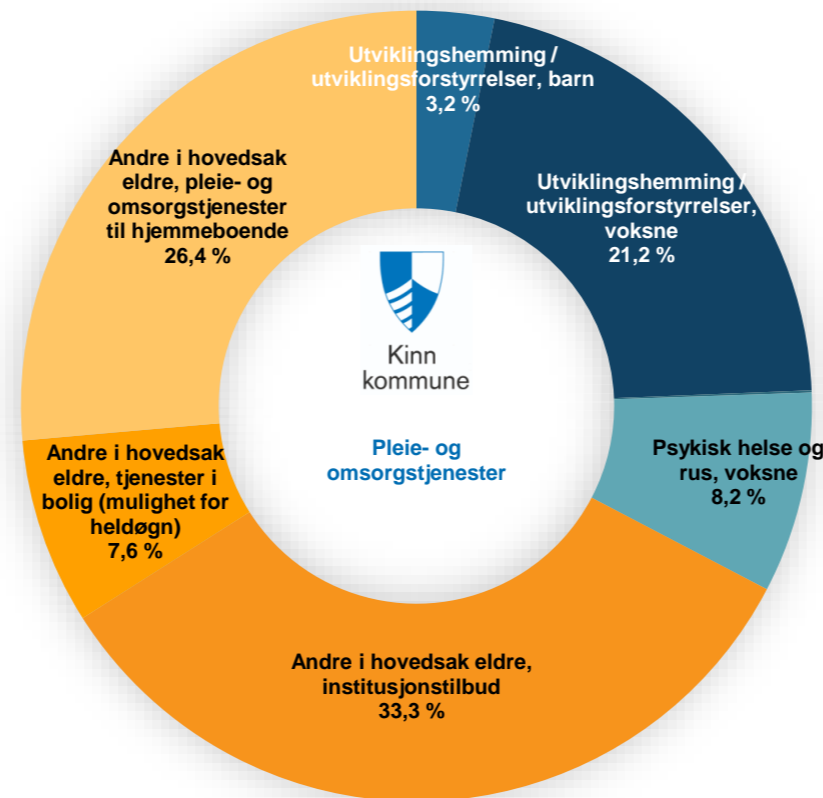 Utviklingshemming /
utviklingsforstyrrelser, barn
3,2 %
Utviklingshemming /
utviklingsforstyrrelser,
voksne
21,2 %
Psykisk helse og
rus, voksne
8,2 %
Andre i hovedsak eldre,
institusjonstilbud
33,3 %
Andre i hovedsak
eldre, tjenester i
bolig (mulighet for
heldøgn)
7,6 %
Andre i hovedsak
eldre, pleie- og
omsorgstjenester
til hjemmeboende
26,4 %
Kinn
kommune
Pleie- og
omsorgstjenester